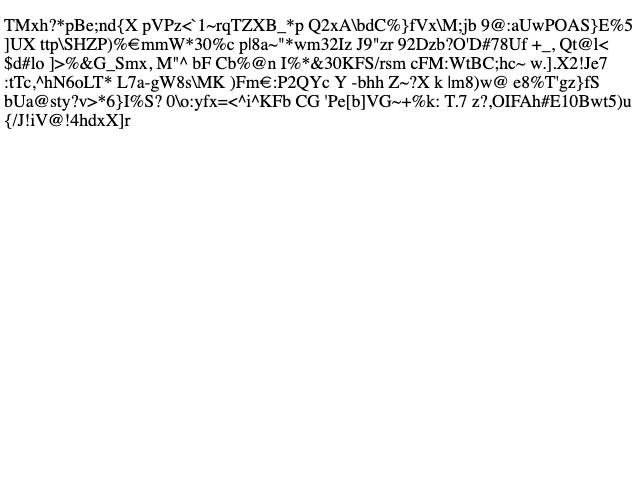 TMxh?*pBe;nd{X pVPz<`1~rqTZXB_*p Q2xA\bdC%}fVx\M;jb 9@:aUwPOAS}E%5
]UX ttp\SHZP)%€mmW*30%c p|8a~"*wm32Iz J9"zr 92Dzb?O'D#78Uf +_, Qt@l<
$d#lo ]>%&G_Smx, M"^ bF Cb%@n I%*&30KFS/rsm cFM:WtBC;hc~ w.].X2!Je7
:tTc,^hN6oLT* L7a-gW8s\MK )Fm€:P2QYc Y -bhh Z~?X k |m8)w@ e8%T'gz}fS
bUa@sty?v>*6}I%S? 0\o:yfx=<^i^KFb CG 'Pe[b]VG~+%k: T.7 z?,OIFAh#E10Bwt5)u
{/J!iV@!4hdxX]r